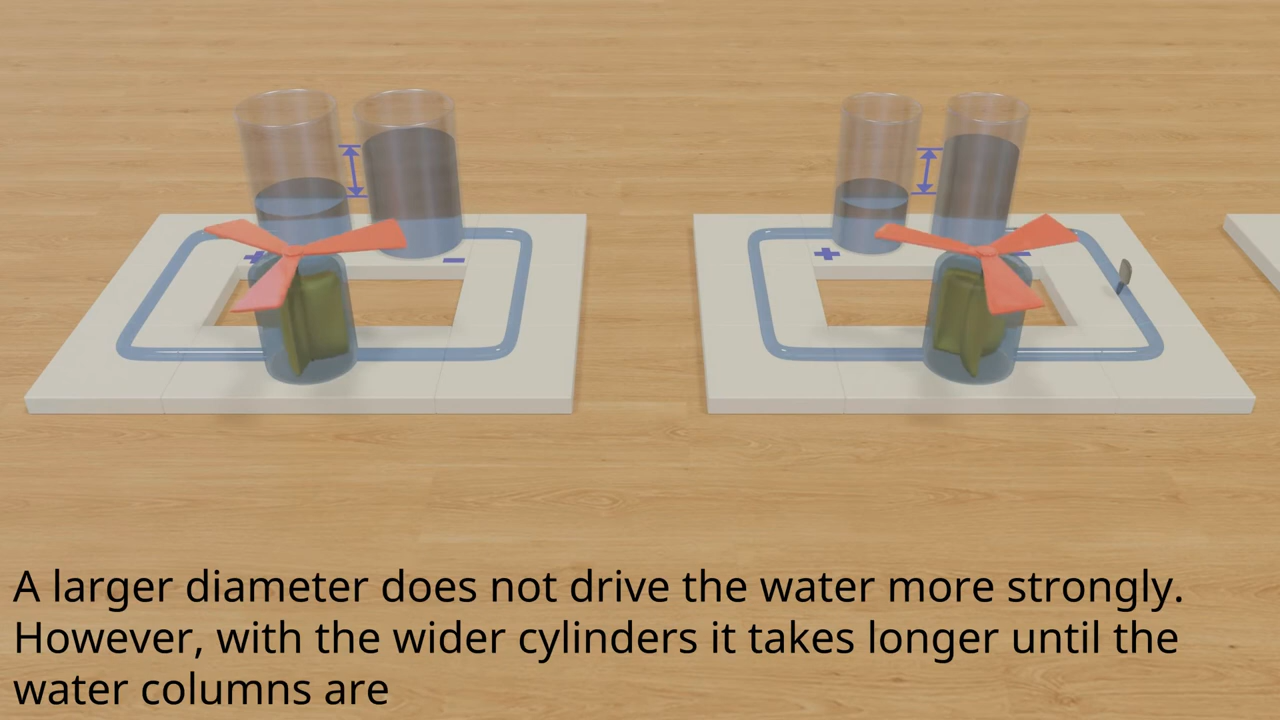 +
−
+
−
A larger diameter does not drive the water more strongly.
However, with the wider cylinders it takes longer until the
water columns are